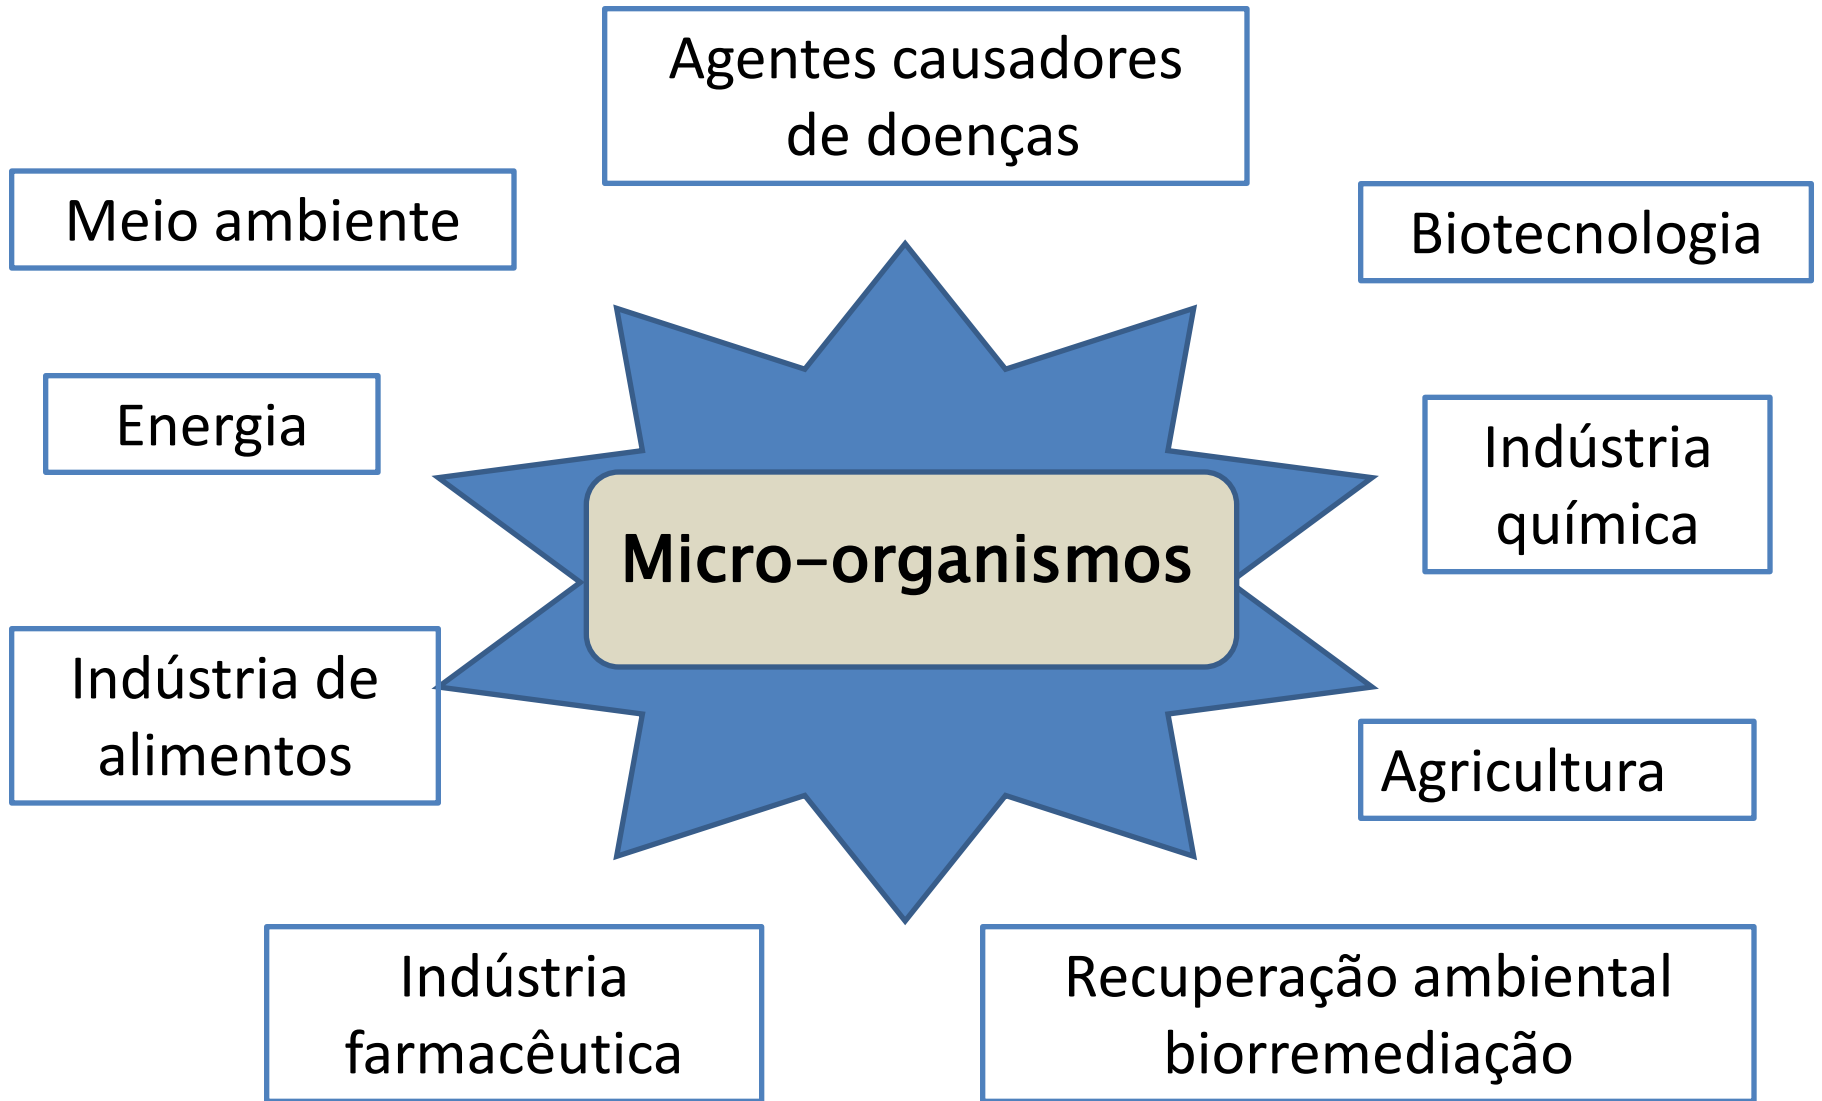 Agentes causadores
de doenças
Meio ambiente
Biotecnologia
Energia
Indústria
química
Micro-organismos
Indústria de
alimentos
Agricultura
Indústria
farmacêutica
Recuperação ambiental
biorremediação